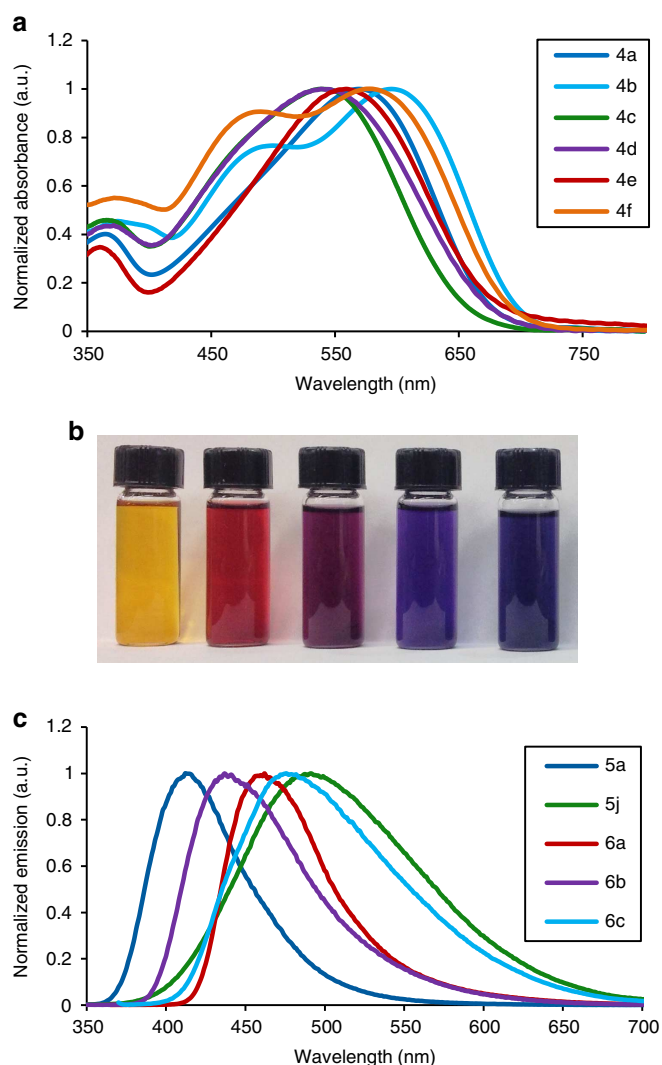 a
1.2
1
0.8
0.6
0.4
0.2
0
Normalized absorbance (a.u.)
350
450
550
650
750
Wavelength (nm)
4a
4b
4c
4d
4e
4f
b
c
1.2
1
0.8
0.6
0.4
0.2
0
Normalized emission (a.u.)
350
400
450
500
550
600
650
700
Wavelength (nm)
5a
5j
6a
6b
6c